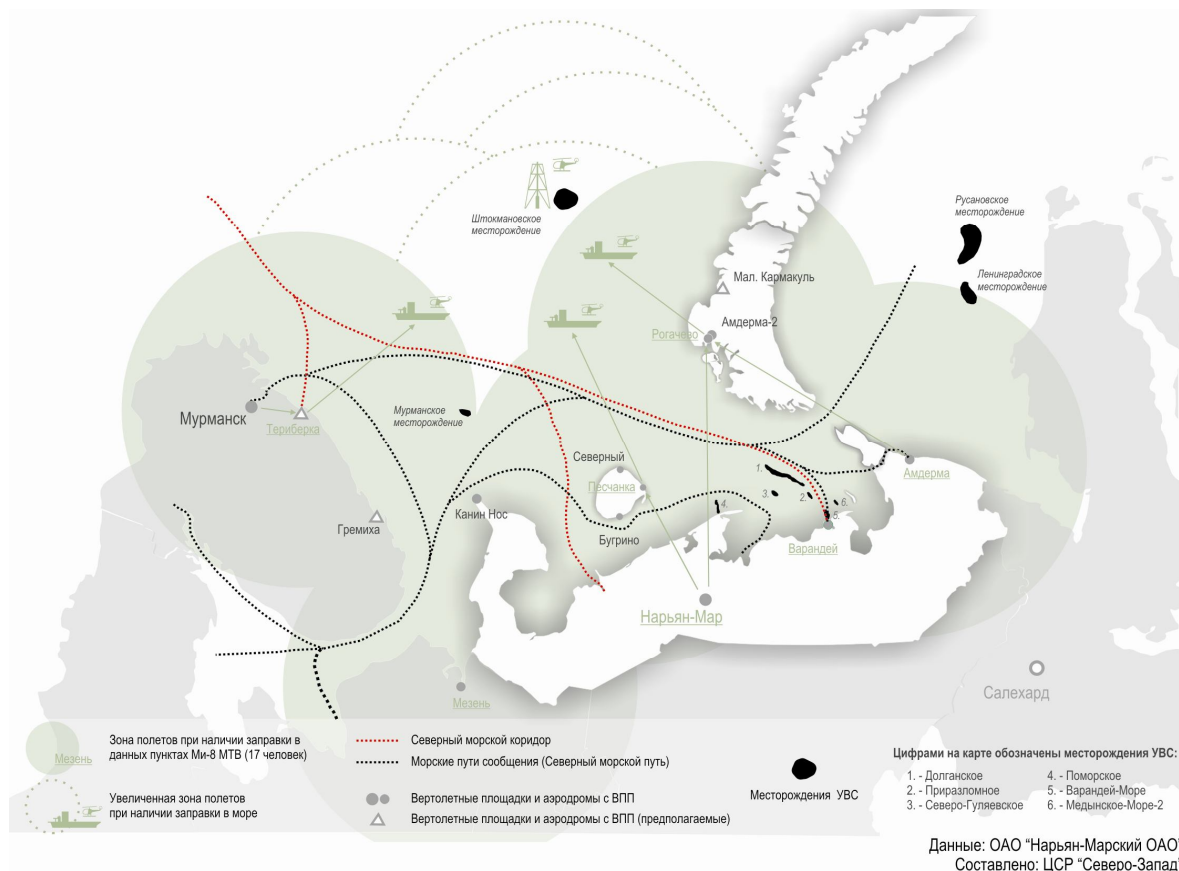 Штокмановское
месторождение
Русановское
месторождение
Ленинградское
месторождение
Мал. Кармакуль
Амдерма-2
Рогачево
Мурманск
Териберка
Мурманское
месторождение
Северный
Песчанка
1.
2.
3.
4.
5.
6.
Амдерма
Канин Нос
Гремиха
Бугрино
Варандей
Нарьян-Мар
Мезень
Салехард
Мезень
Зона полетов при наличии заправки в
данных пунктах Ми-8 МТВ (17 человек)
Увеличенная зона полетов
при наличии заправки в море
Северный морской коридор
Морские пути сообщения (Северный морской путь)
Вертолетные площадки и аэродромы с ВПП
Вертолетные площадки и аэродромы с ВПП (предполагаемые)
Месторождения УВС
Цифрами на карте обозначены месторождения УВС:
1. - Долганское
2. - Приразломное
3. - Северо-Гуляевское
4. - Поморское
5. - Варандей-Море
6. - Медынское-Море-2
Данные: ОАО “Нарьян-Марский ОАО”
Составлено: ЦСР “Северо-Запад”